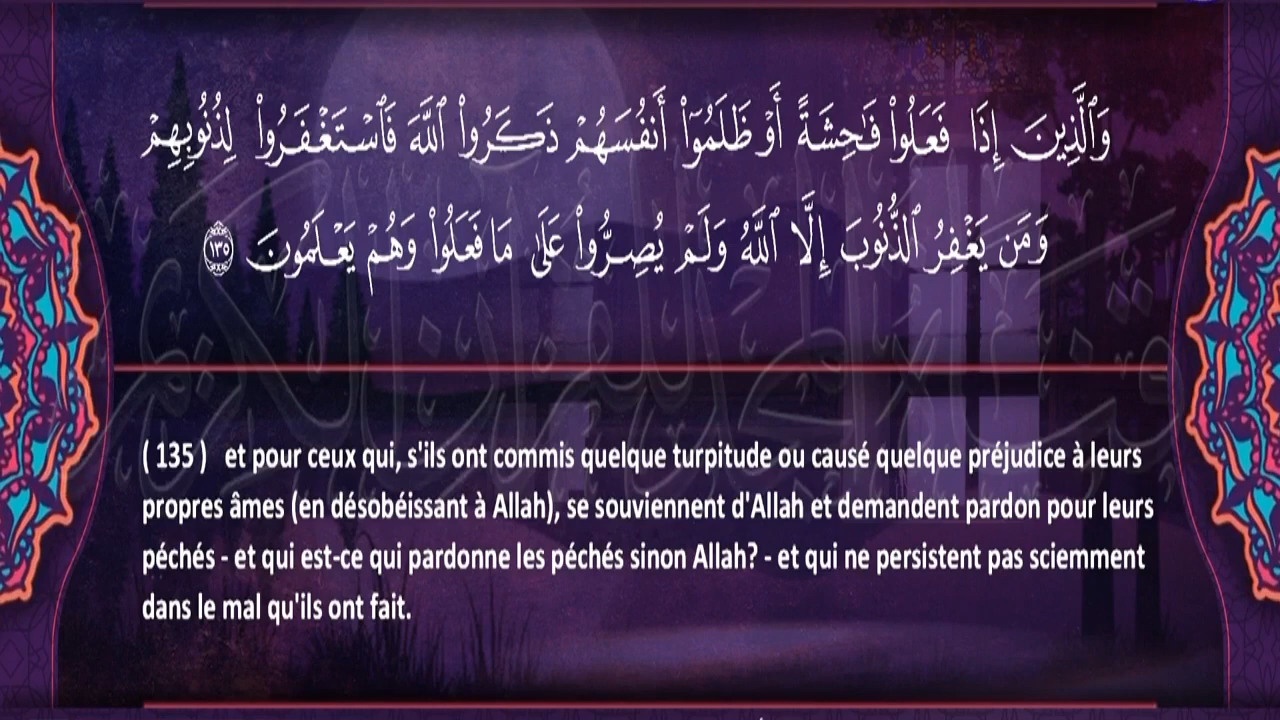 وَٱلَّذِينَ إِذَا فَعَلُوا۟ فَٰحِشَةً أَوْ ظَلَمُوٓا۟ أَنفُسَهُمْ ذَكَرُوا۟ ٱللَّهَ فَٱسْتَغْفَرُوا۟ لِذُنُوبِهِمْ
وَمَن يَغْفِرُ ٱلذُّنُوبَ إِلَّا ٱللَّهُ وَلَمْ يُصِرُّوا۟ عَلَىٰ مَا فَعَلُوا۟ وَهُمْ يَعْلَمُونَ ١٣٥
( 135 ) et pour ceux qui, s'ils ont commis quelque turpitude ou causé quelque préjudice à leurs
propres âmes (en désobéissant à Allah), se souviennent d'Allah et demandent pardon pour leurs
péchés - et qui est-ce qui pardonne les péchés sinon Allah? - et qui ne persistent pas sciemment
dans le mal qu'ils ont fait.